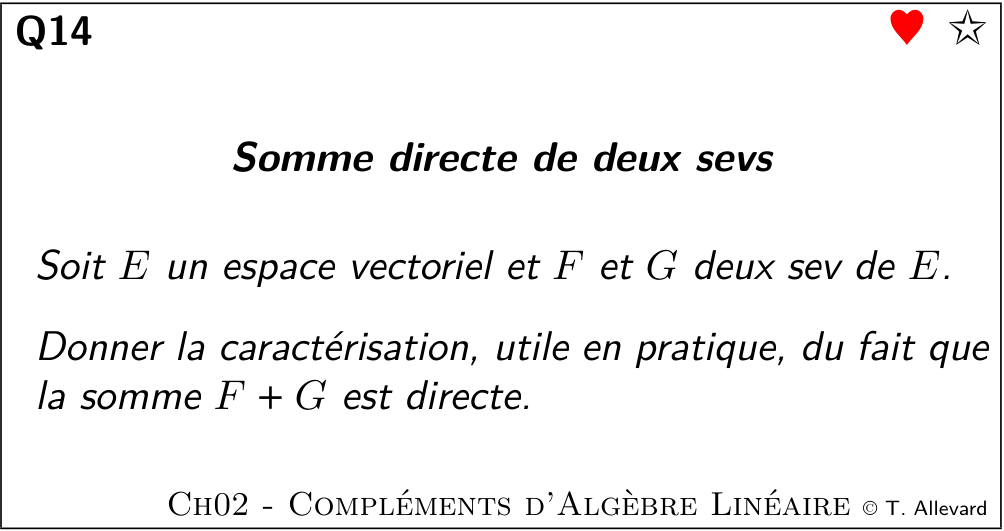 Q14
Somme directe de deux sevs
Soit E un espace vectoriel et F et G deux sev de E.
Donner la caractérisation, utile en pratique, du fait que
la somme F + G est directe.
Ch02 - Compléments d'Algèbre Linéaire © T. Allevard